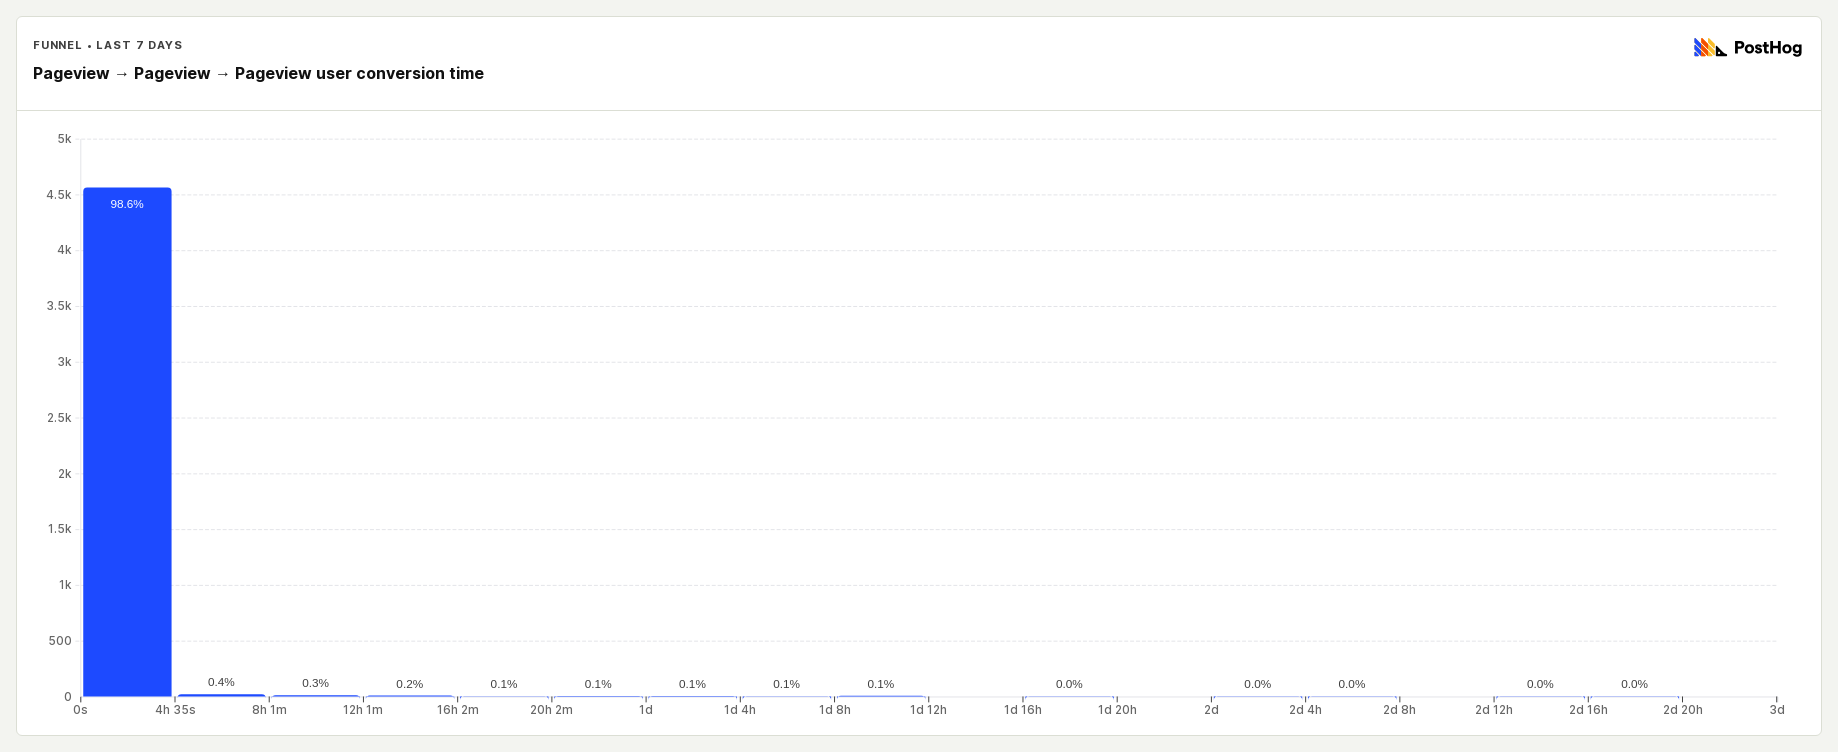 FUNNEL • LAST 7 DAYS
PostHog
Pageview → Pageview → Pageview user conversion time
5k
4.5k
4k
3.5k
3k
2.5k
2k
1.5k
1k
500
0
98.6%
0.4%
0.3%
0.2%
0.1%
0.1%
0.1%
0.1%
0.1%
0.0%
0.0%
0.0%
0.0%
0.0%
0s
4h 35s
8h 1m
12h 1m
16h 2m
20h 2m
1d
1d 4h
1d 8h
1d 12h
1d 16h
1d 20h
2d
2d 4h
2d 8h
2d 12h
2d 16h
2d 20h
3d